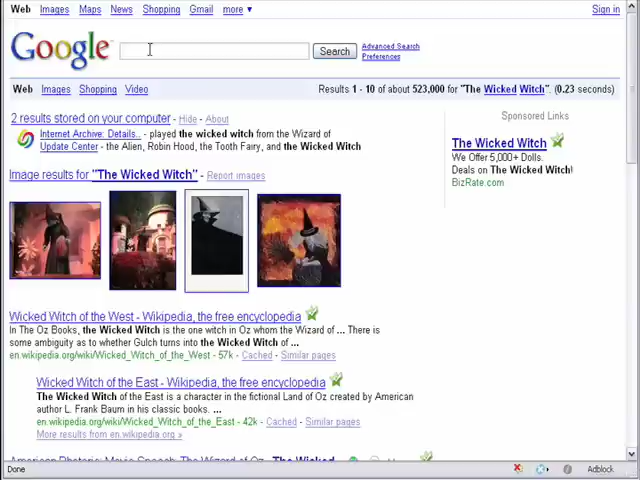 Web Images Maps News Shopping Gmail more ▾ Sign in
Google
Search
Advanced Search
Preferences
Web Images Shopping Video Results 1 - 10 of about 523,000 for "The Wicked Witch". (0.23 seconds)
2 results stored on your computer - Hide - About
Internet Archive: Details... - played the wicked witch from the Wizard of
Update Center - the Alien, Robin Hood, the Tooth Fairy, and the Wicked Witch
Image results for "The Wicked Witch" - Report images
Sponsored Links
The Wicked Witch
We Offer 5,000+ Dolls.
Deals on The Wicked Witch!
BizRate.com
Wicked Witch of the West - Wikipedia, the free encyclopedia
In The Oz Books, the Wicked Witch is the one witch in Oz whom the Wizard of ... There is
some ambiguity as to whether Gulch turns into the Wicked Witch of ...
en.wikipedia.org/wiki/Wicked_Witch_of_the_West - 57k - Cached - Similar pages
Wicked Witch of the East - Wikipedia, the free encyclopedia
The Wicked Witch of the East is a character in the fictional Land of Oz created by American
author L. Frank Baum in his classic books. ...
en.wikipedia.org/wiki/Wicked_Witch_of_the_East - 42k - Cached - Similar pages
More results from en.wikipedia.org »
American Rhetoric: Movie Speech: The Wizard of Oz - The Wicked
Done Adblock